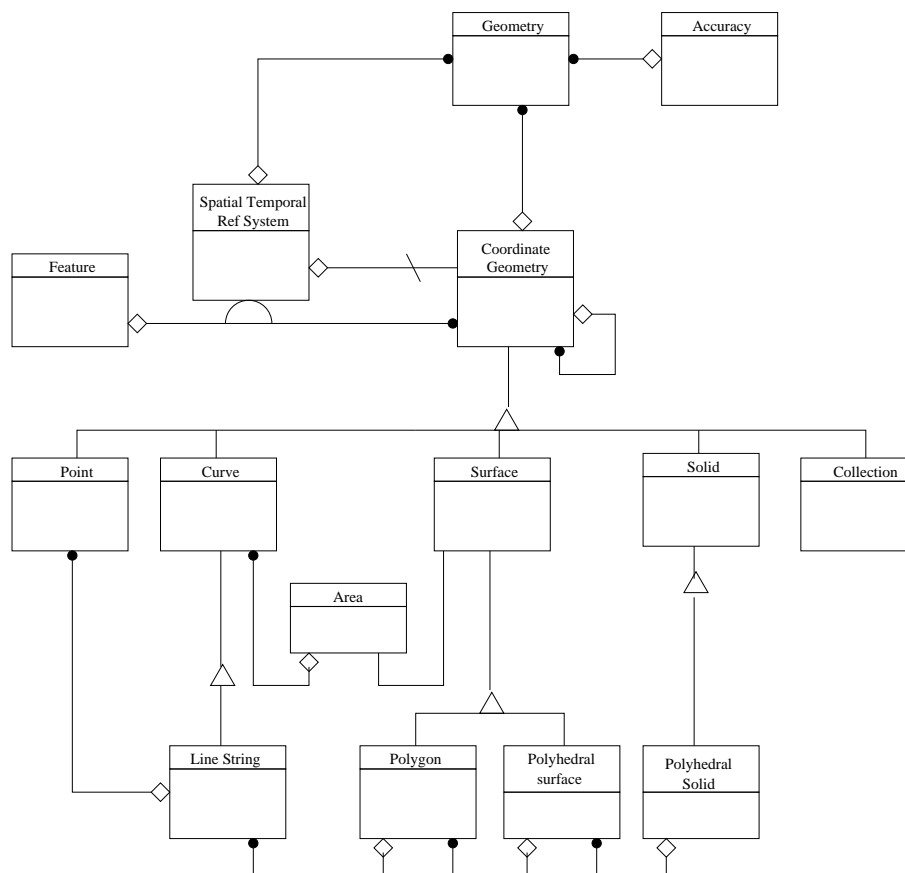 Geometry
Accuracy
Spatial Temporal
Ref System
Coordinate
Geometry
Feature
Point
Curve
Surface
Solid
Collection
Area
Line String
Polygon
Polyhedral
surface
Polyhedral
Solid